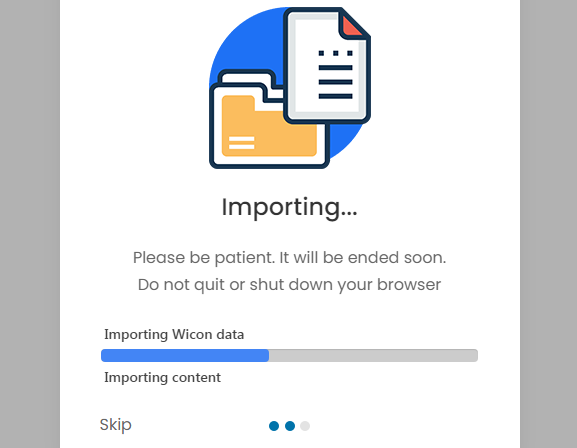 Importing...
Please be patient. It will be ended soon.
Do not quit or shut down your browser
Importing Wicon data
Importing content
Skip